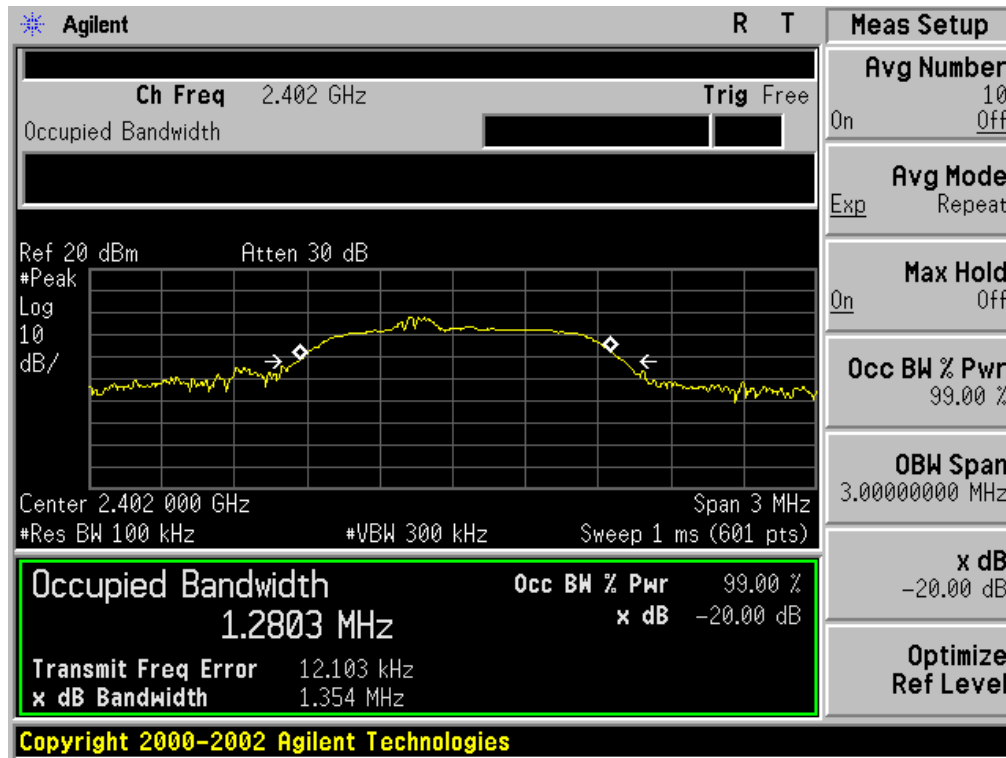 Agilent R T
Ch Freq 2.402 GHz Trig Free
Occupied Bandwidth
Ref 20 dBm Atten 30 dB
#Peak
Log
10
dB/
Center 2.402 000 GHz Span 3 MHz
#Res BW 100 kHz #VBW 300 kHz Sweep 1 ms (601 pts)
Occupied Bandwidth Occ BW % Pwr 99.00 %
1.2803 MHz x dB -20.00 dB
Transmit Freq Error 12.103 kHz
x dB Bandwidth 1.354 MHz
Copyright 2000-2002 Agilent Technologies
Meas Setup
Avg Number
10
On Off
Avg Mode
Exp Repeat
Max Hold
On Off
Occ BW % Pwr
99.00 %
OBW Span
3.00000000 MHz
x dB
-20.00 dB
Optimize
Ref Level